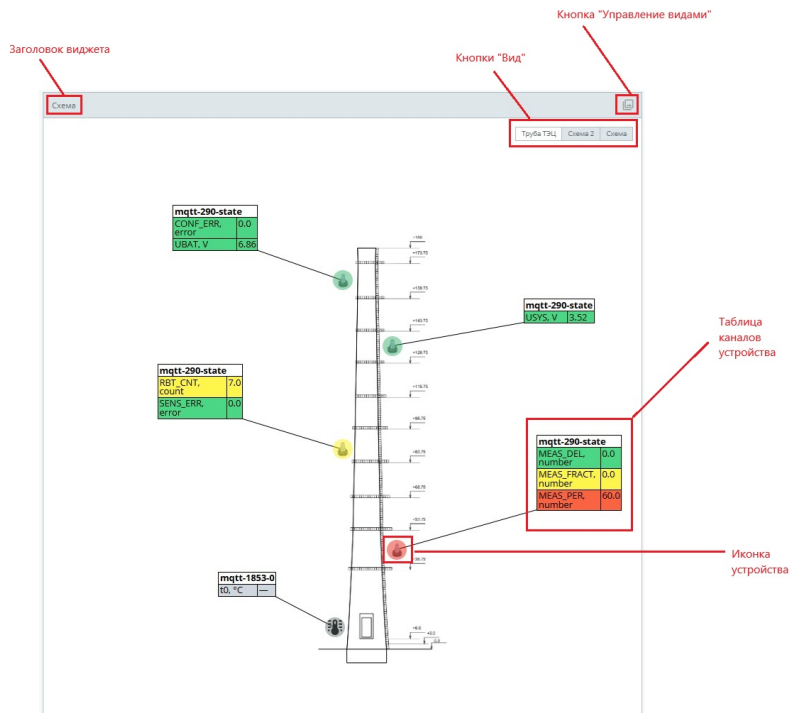 Кнопка "Управление видами"
Заголовок виджета
Кнопки "Вид"
Схема
Труба ТЭЦ Схема 2 Схема
mqtt-290-state
CONF_ERR, error 0.0
UBAT, V 6.86
mqtt-290-state
USYS, V 3.52
Таблица
каналов
устройства
mqtt-290-state
RBT_CNT, count 7.0
SENS_ERR, error 0.0
mqtt-290-state
MEAS_DEL, number 0.0
MEAS_FRACT, number 0.0
MEAS_PER, number 60.0
Иконка
устройства
mqtt-1853-0
t0, °C —
+173.75